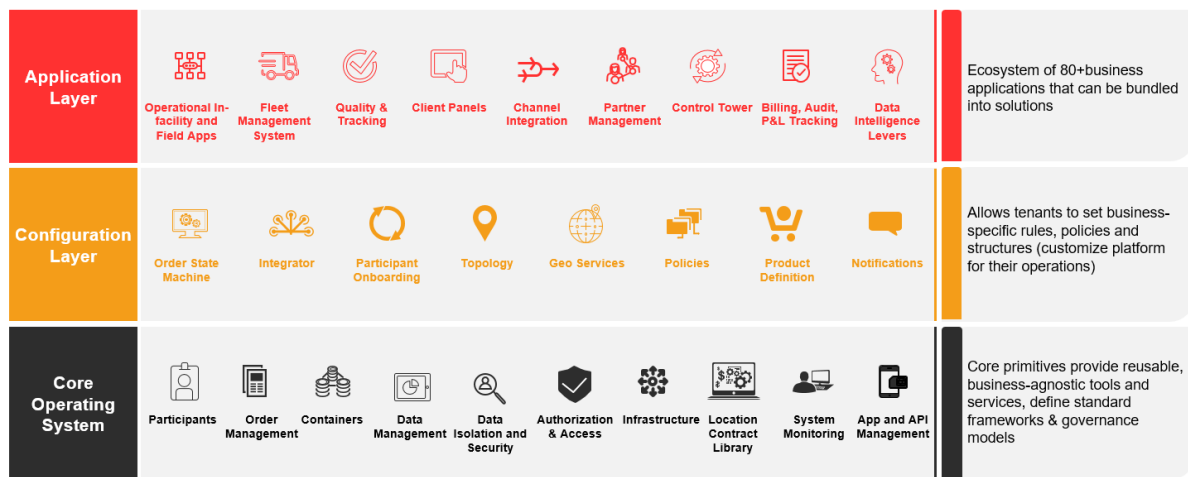 Application
Layer
Operational In-
facility and
Field Apps
Fleet
Management
System
Quality &
Tracking
Client Panels
Channel
Integration
Partner
Management
Control Tower
Billing, Audit,
P&L Tracking
Data
Intelligence
Levers
Ecosystem of 80+business
applications that can be bundled
into solutions
Configuration
Layer
Order State
Machine
Integrator
Participant
Onboarding
Topology
Geo Services
Policies
Product
Definition
Notifications
Allows tenants to set business-
specific rules, policies and
structures (customize platform
for their operations)
Core
Operating
System
Participants
Order
Management
Containers
Data
Management
Data
Isolation and
Security
Authorization
& Access
Infrastructure
Location
Contract
Library
System
Monitoring
App and API
Management
Core primitives provide reusable,
business-agnostic tools and
services, define standard
frameworks & governance
models